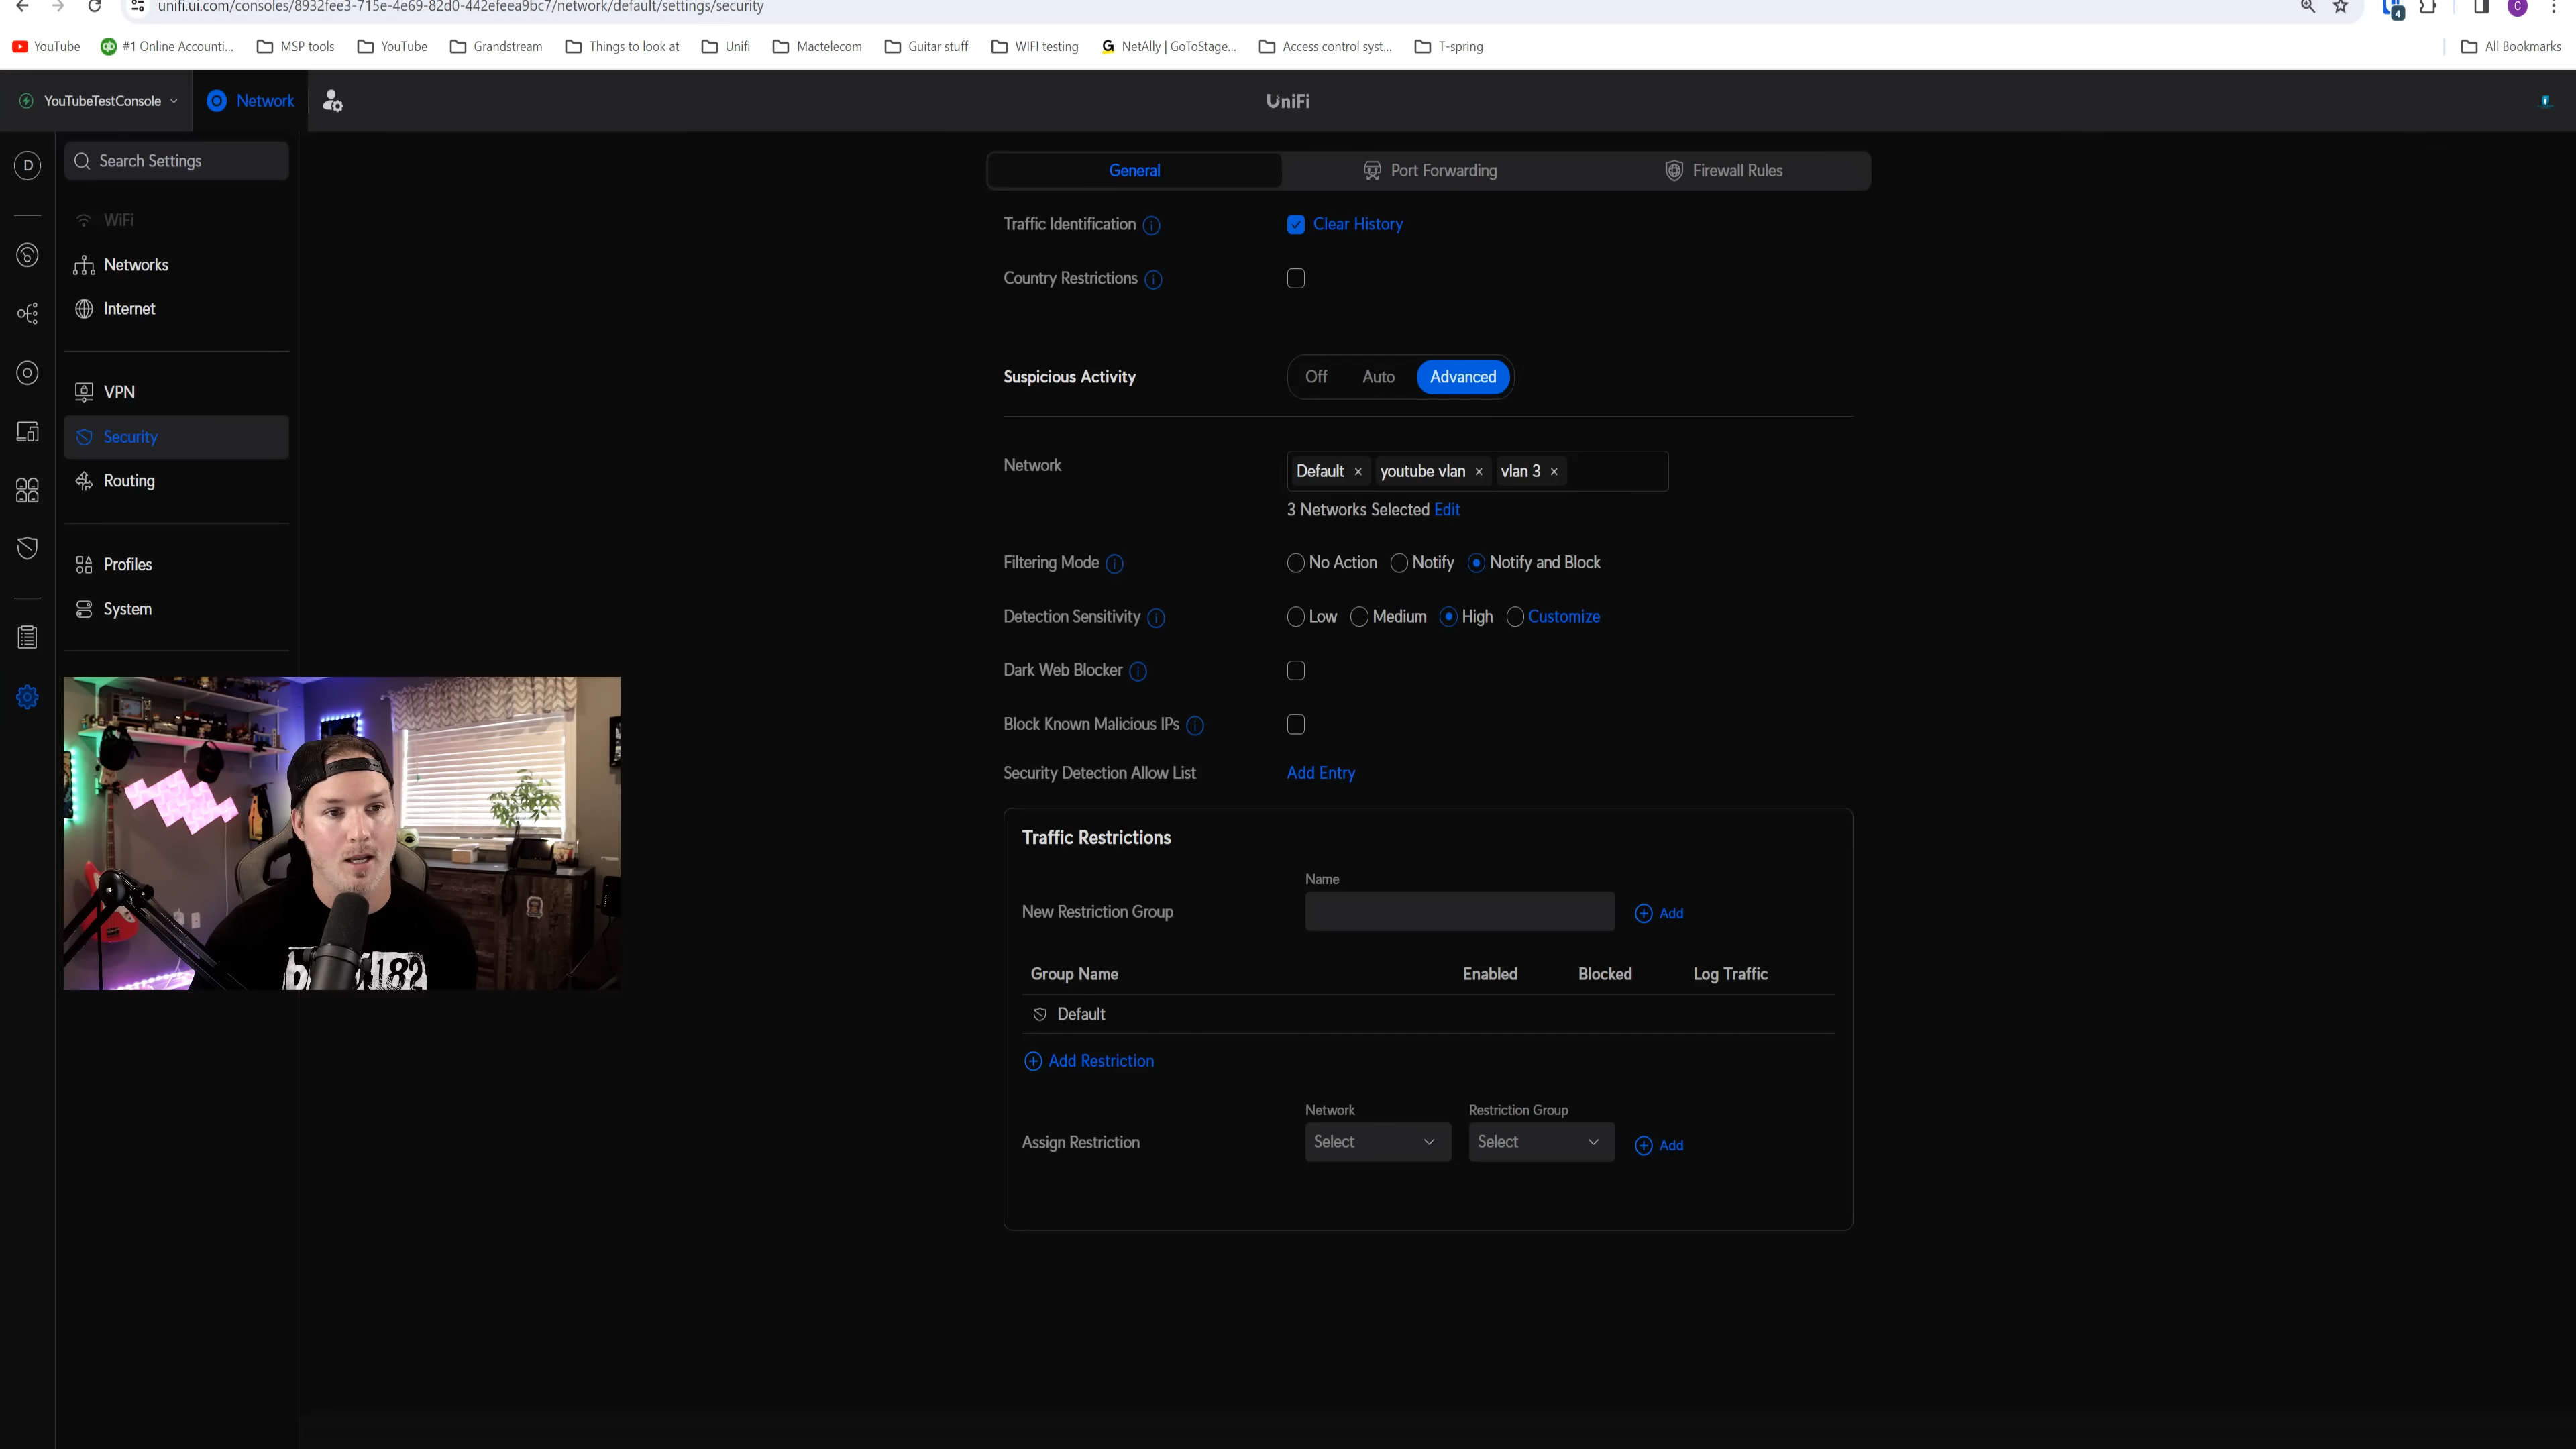 unifi.ui.com/consoles/8932fee3-715e-4e69-82d0-442efeea9bc7/network/default/settings/security
4
C
YouTube #1 Online Accounti... MSP tools YouTube Grandstream Things to look at Unifi Mactelecom Guitar stuff WIFI testing NetAlly | GoToStage... Access control syst... T-spring All Bookmarks
YouTubeTestConsole Network UniFi
D
Search Settings
WiFi
Networks
Internet
VPN
Security
Routing
Profiles
System
General Port Forwarding Firewall Rules
Traffic Identification Clear History
Country Restrictions
Suspicious Activity Off Auto Advanced
Network Default × youtube vlan × vlan 3 ×
3 Networks Selected Edit
Filtering Mode No Action Notify Notify and Block
Detection Sensitivity Low Medium High Customize
Dark Web Blocker
Block Known Malicious IPs
Security Detection Allow List Add Entry
Traffic Restrictions
Name
New Restriction Group Add
Group Name Enabled Blocked Log Traffic
Default
Add Restriction
Network Restriction Group
Assign Restriction Select Select Add
182